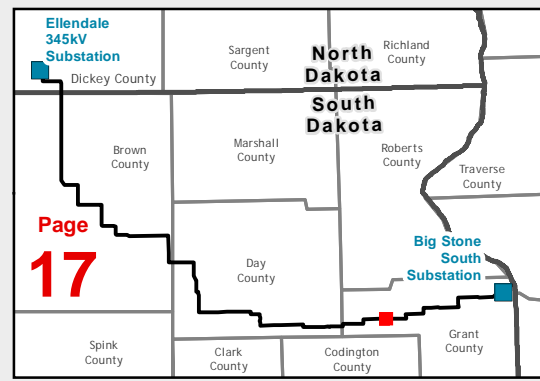 Ellendale
345kV
Substation
Dickey County
Sargent
County
North
Dakota
Richland
County
South
Dakota
Brown
County
Marshall
County
Roberts
County
Traverse
County
Page
17
Day
County
Big Stone
South
Substation
Spink
County
Clark
County
Codington
County
Grant
County